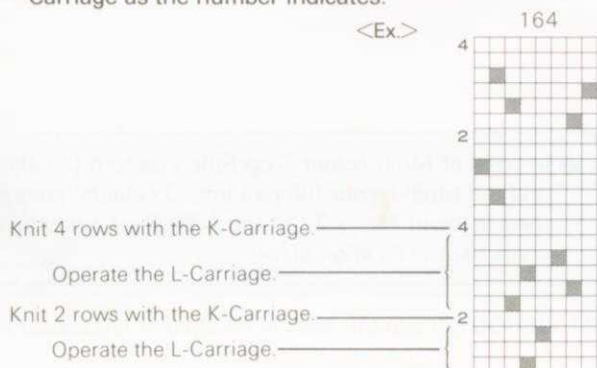 Carriage as the number indicates.
<Ex.>
164
4
2
Knit 4 rows with the K-Carriage. 4
Operate the L-Carriage.
Knit 2 rows with the K-Carriage. 2
Operate the L-Carriage.